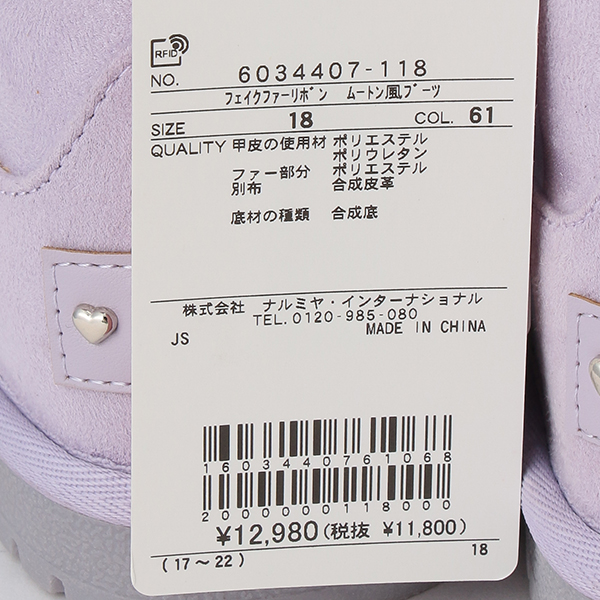 RFID
NO. 6034407-118
フェイクファーリボン ムートン風ブーツ
SIZE 18 COL. 61
QUALITY 甲皮の使用材 ポリエステル
ポリウレタン
ファー部分 ポリエステル
別布 合成皮革
底材の種類 合成底
株式会社 ナルミヤ・インターナショナル
TEL.0120-985-080
JS MADE IN CHINA
1603440761068
2000000118000
¥12,980(税抜 ¥11,800)
(17～22) 18